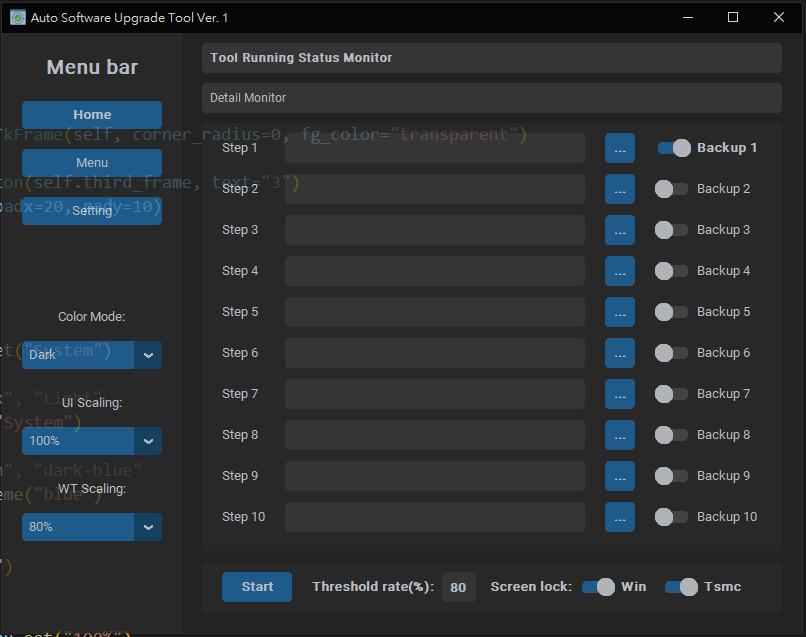 Auto Software Upgrade Tool Ver. 1
Menu bar
Home
Menu
Setting
Color Mode:
Dark
UI Scaling:
100%
WT Scaling:
80%
Tool Running Status Monitor
Detail Monitor
Step 1 ... Backup 1
Step 2 ... Backup 2
Step 3 ... Backup 3
Step 4 ... Backup 4
Step 5 ... Backup 5
Step 6 ... Backup 6
Step 7 ... Backup 7
Step 8 ... Backup 8
Step 9 ... Backup 9
Step 10 ... Backup 10
Start Threshold rate(%): 80 Screen lock: Win Tsmc
kFrame(self, corner_radius=0, fg_color="transparent")
ton(self.third_frame, text="3")
padx=20, pady=10)
et("System")
", "Light"
"System")
", "dark-blue"
eme("blue")
")
set("100%")